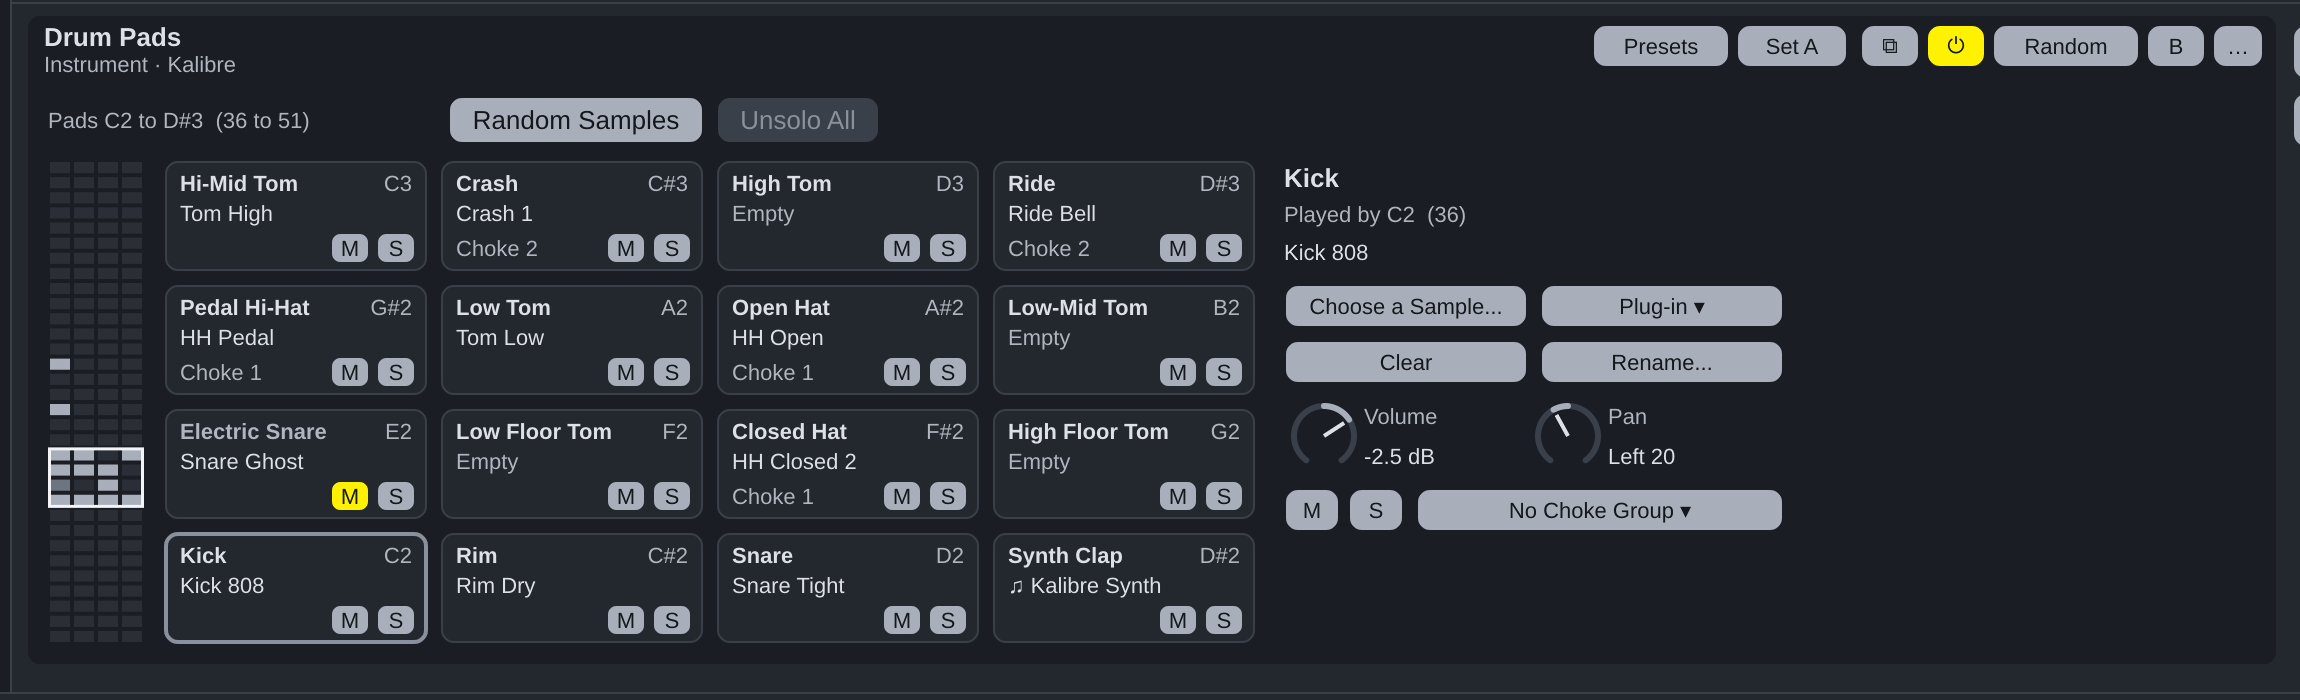 Drum Pads
Instrument · Kalibre
Presets Set A ⧉ ⏻ Random B ...
Pads C2 to D#3 (36 to 51) Random Samples Unsolo All
Hi-Mid Tom C3
Tom High
M S
Crash C#3
Crash 1
Choke 2 M S
High Tom D3
Empty
M S
Ride D#3
Ride Bell
Choke 2 M S
Pedal Hi-Hat G#2
HH Pedal
Choke 1 M S
Low Tom A2
Tom Low
M S
Open Hat A#2
HH Open
Choke 1 M S
Low-Mid Tom B2
Empty
M S
Electric Snare E2
Snare Ghost
M S
Low Floor Tom F2
Empty
M S
Closed Hat F#2
HH Closed 2
Choke 1 M S
High Floor Tom G2
Empty
M S
Kick C2
Kick 808
M S
Rim C#2
Rim Dry
M S
Snare D2
Snare Tight
M S
Synth Clap D#2
♫ Kalibre Synth
M S
Kick
Played by C2 (36)
Kick 808
Choose a Sample... Plug-in ▾
Clear Rename...
Volume Pan
-2.5 dB Left 20
M S No Choke Group ▾